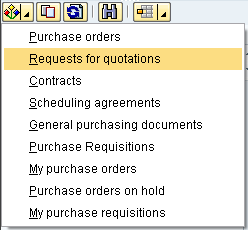 Purchase orders
Requests for quotations
Contracts
Scheduling agreements
General purchasing documents
Purchase Requisitions
My purchase orders
Purchase orders on hold
My purchase requisitions